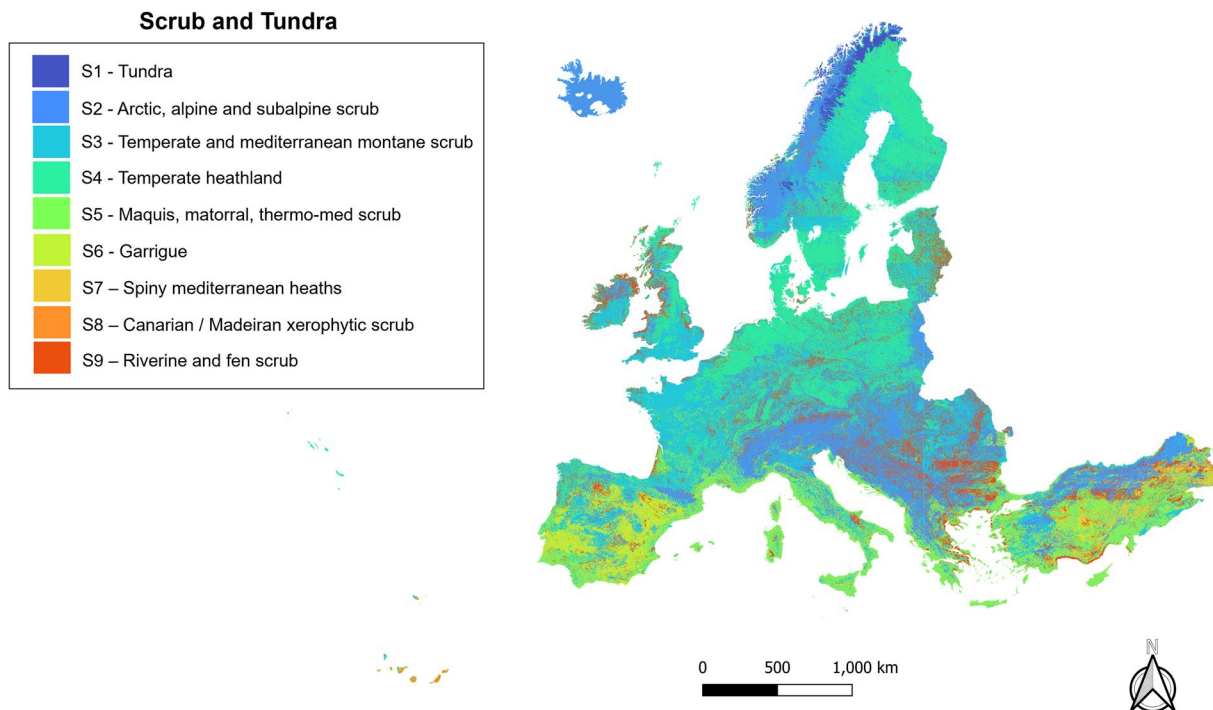 Scrub and Tundra
S1 - Tundra
S2 - Arctic, alpine and subalpine scrub
S3 - Temperate and mediterranean montane scrub
S4 - Temperate heathland
S5 - Maquis, matorral, thermo-med scrub
S6 - Garrigue
S7 – Spiny mediterranean heaths
S8 – Canarian / Madeiran xerophytic scrub
S9 – Riverine and fen scrub
0 500 1,000 km
N